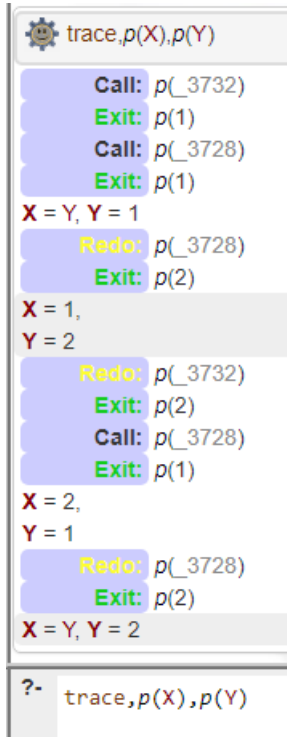 trace,p(X),p(Y)
Call: p(_3732)
Exit: p(1)
Call: p(_3728)
Exit: p(1)
X = Y, Y = 1
Redo: p(_3728)
Exit: p(2)
X = 1,
Y = 2
Redo: p(_3732)
Exit: p(2)
Call: p(_3728)
Exit: p(1)
X = 2,
Y = 1
Redo: p(_3728)
Exit: p(2)
X = Y, Y = 2
?- trace,p(X),p(Y)